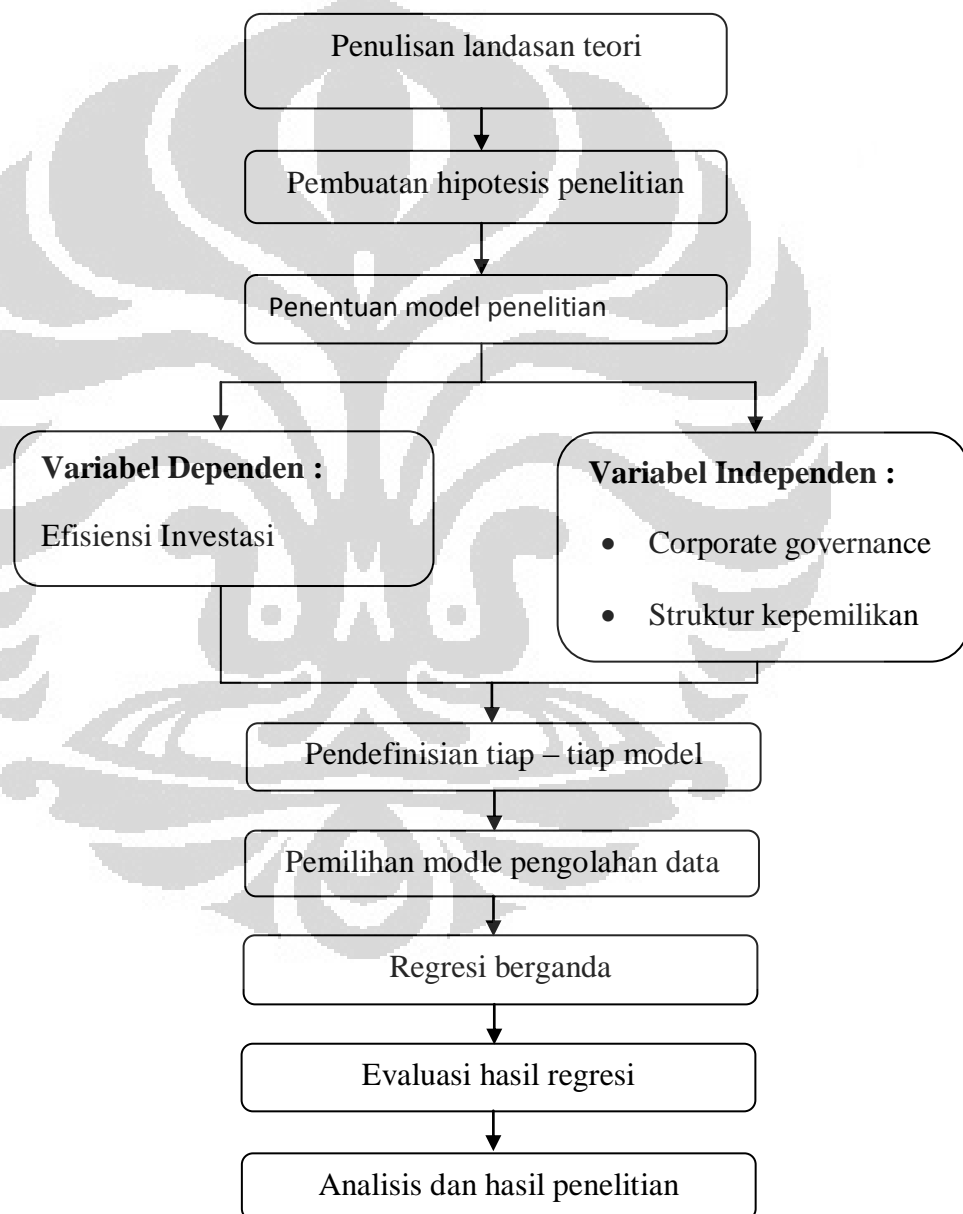 Penulisan landasan teori
Pembuatan hipotesis penelitian
Penentuan model penelitian
Variabel Dependen :
Efisiensi Investasi
Variabel Independen :
• Corporate governance
• Struktur kepemilikan
Pendefinisian tiap – tiap model
Pemilihan modle pengolahan data
Regresi berganda
Evaluasi hasil regresi
Analisis dan hasil penelitian